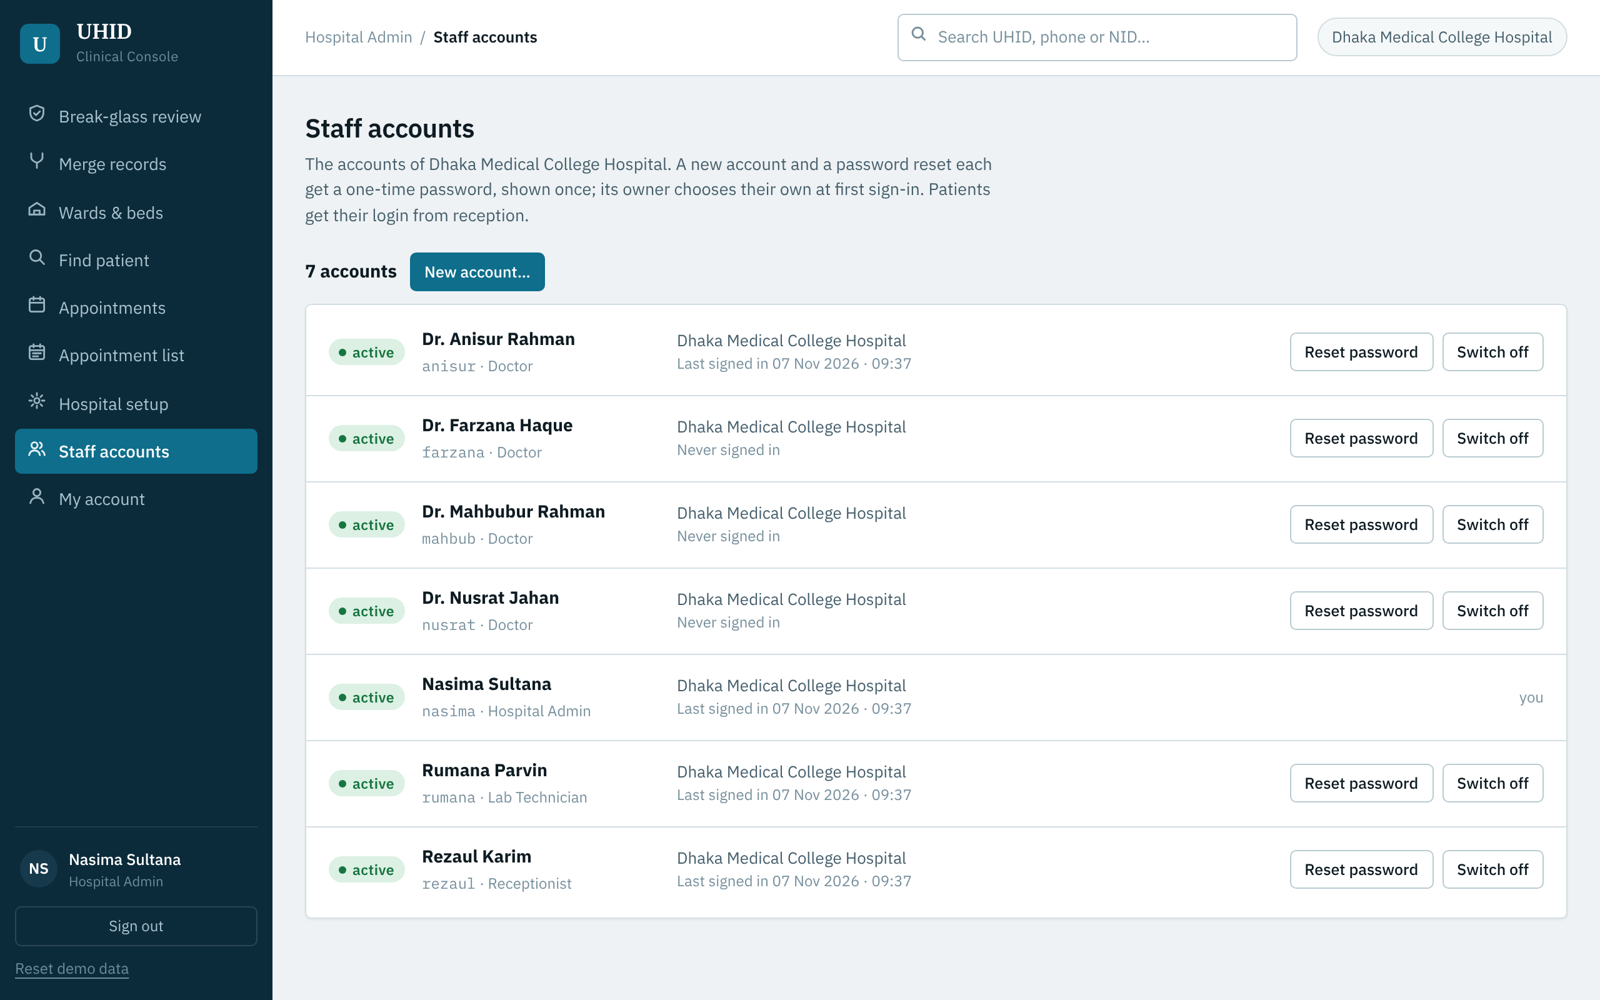 U
UHID
Clinical Console
Break-glass review
Merge records
Wards & beds
Find patient
Appointments
Appointment list
Hospital setup
Staff accounts
My account
NS
Nasima Sultana
Hospital Admin
Sign out
Reset demo data
Hospital Admin / Staff accounts
Search UHID, phone or NID...
Dhaka Medical College Hospital
Staff accounts
The accounts of Dhaka Medical College Hospital. A new account and a password reset each
get a one-time password, shown once; its owner chooses their own at first sign-in. Patients
get their login from reception.
7 accounts
New account...
active
Dr. Anisur Rahman
anisur · Doctor
Dhaka Medical College Hospital
Last signed in 07 Nov 2026 · 09:37
Reset password
Switch off
active
Dr. Farzana Haque
farzana · Doctor
Dhaka Medical College Hospital
Never signed in
Reset password
Switch off
active
Dr. Mahbubur Rahman
mahbub · Doctor
Dhaka Medical College Hospital
Never signed in
Reset password
Switch off
active
Dr. Nusrat Jahan
nusrat · Doctor
Dhaka Medical College Hospital
Never signed in
Reset password
Switch off
active
Nasima Sultana
nasima · Hospital Admin
Dhaka Medical College Hospital
Last signed in 07 Nov 2026 · 09:37
you
active
Rumana Parvin
rumana · Lab Technician
Dhaka Medical College Hospital
Last signed in 07 Nov 2026 · 09:37
Reset password
Switch off
active
Rezaul Karim
rezaul · Receptionist
Dhaka Medical College Hospital
Last signed in 07 Nov 2026 · 09:37
Reset password
Switch off